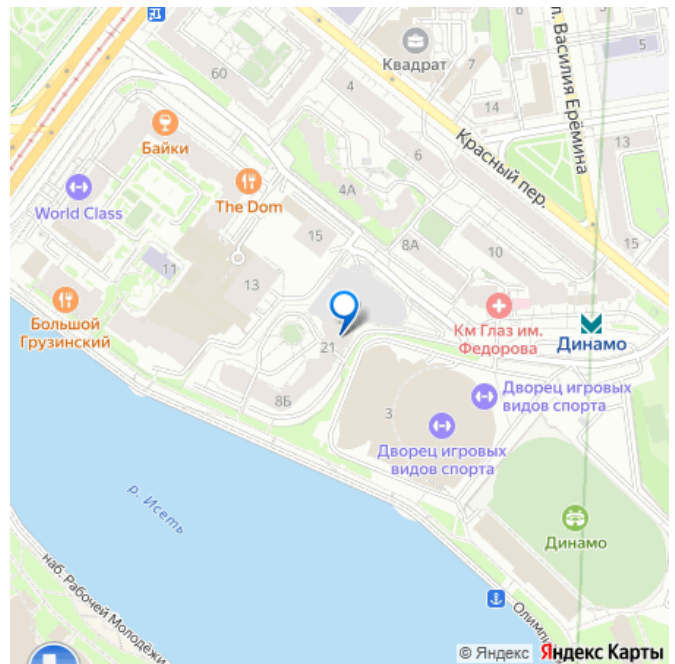 Квадрат
ул. Василия Ерёмина
5
7
60
4
14
13
Байки
6
Красный пер.
The Dom
4А
World Class
15
8А
10
15
11
13
Большой
Грузинский
Км Глаз им.
Федорова
Динамо
21
8Б
3
Дворец игровых
видов спорта
Дворец игровых
видов спорта
р. Исеть
Динамо
наб. Рабочей Молодёжи
Олимпи
© Яндекс Яндекс Карты